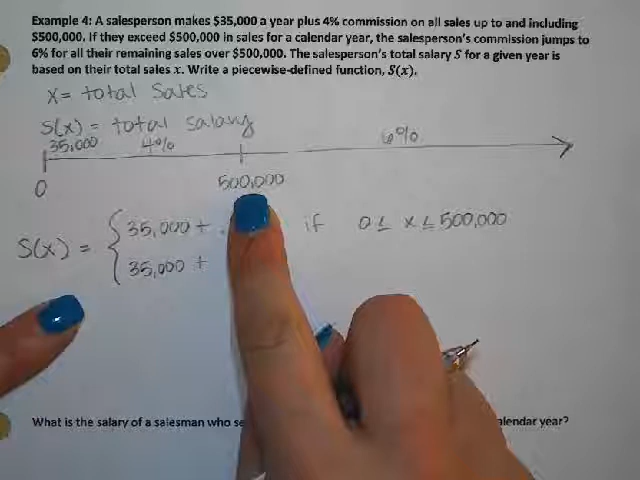 Example 4: A salesperson makes $35,000 a year plus 4% commission on all sales up to and including
$500,000. If they exceed $500,000 in sales for a calendar year, the salesperson's commission jumps to
6% for all their remaining sales over $500,000. The salesperson's total salary S for a given year is
based on their total sales x. Write a piecewise-defined function, S(x).
x = total sales
S(x) = total salary
35,000 4% 6%
0 500,000
S(x) = { 35,000 + . if 0 ≤ x ≤ 500,000
35,000 +
What is the salary of a salesman who calendar year?